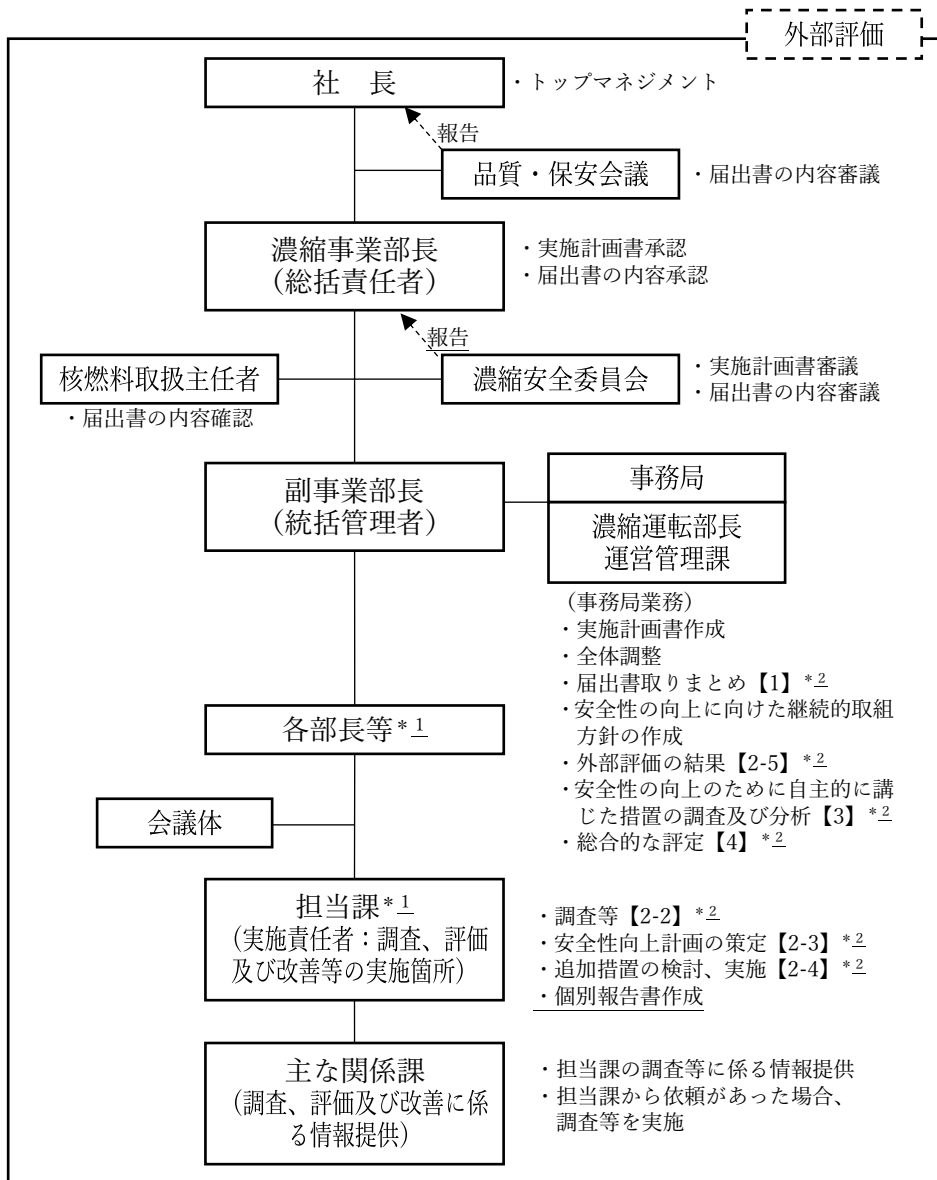 外部評価
社　長
・トップマネジメント
報告
品質・保安会議
・届出書の内容審議
濃縮事業部長
（総括責任者）
・実施計画書承認
・届出書の内容承認
報告
核燃料取扱主任者
・届出書の内容確認
濃縮安全委員会
・実施計画書審議
・届出書の内容審議
副事業部長
（統括管理者）
事務局
濃縮運転部長
運営管理課
（事務局業務）
・実施計画書作成
・全体調整
・届出書取りまとめ【1】*2
・安全性の向上に向けた継続的取組
方針の作成
・外部評価の結果【2-5】*2
・安全性の向上のために自主的に講
じた措置の調査及び分析【3】*2
・総合的な評定【4】*2
各部長等*1
会議体
担当課*1
（実施責任者：調査、評価
及び改善等の実施箇所）
・調査等【2-2】*2
・安全性向上計画の策定【2-3】*2
・追加措置の検討、実施【2-4】*2
・個別報告書作成
主な関係課
（調査、評価及び改善に係
る情報提供）
・担当課の調査等に係る情報提供
・担当課から依頼があった場合、
調査等を実施